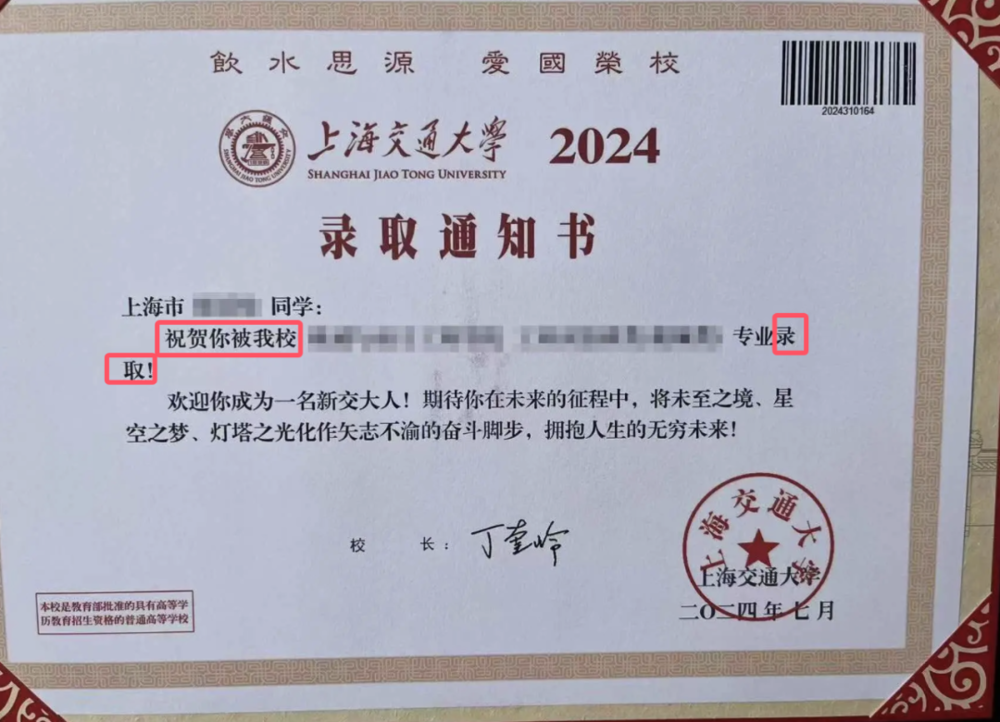 飲水思源 愛國榮校
2024310164
上海交通大学 2024
SHANGHAI JIAO TONG UNIVERSITY
录取通知书
上海市 同学：
祝贺你被我校 专业录
取！
欢迎你成为一名新交大人！期待你在未来的征程中，将未至之境、星
空之梦、灯塔之光化作矢志不渝的奋斗脚步，拥抱人生的无穷未来！
校 长：丁奎岭
上海交通大学
上海交通大学
二〇二四年七月
本校是教育部批准的具有高等学
历教育招生资格的普通高等学校